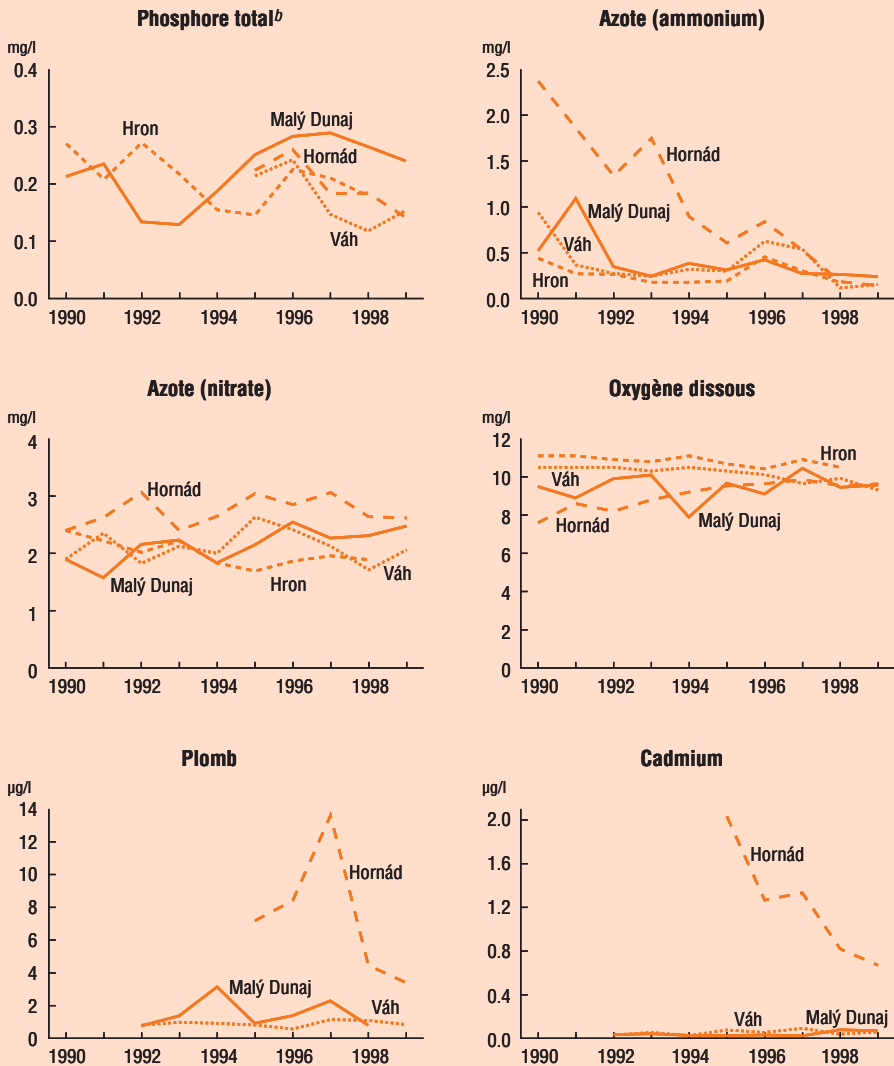 Phosphore totalb
mg/l
0.4
0.3
0.2
0.1
0.0
Hron
Malý Dunaj
Hornád
Váh
1990 1992 1994 1996 1998
Azote (ammonium)
mg/l
2.5
2.0
1.5
1.0
0.5
0.0
Hornád
Malý Dunaj
Váh
Hron
1990 1992 1994 1996 1998
Azote (nitrate)
mg/l
4
3
2
1
0
Hornád
Malý Dunaj
Hron
Váh
1990 1992 1994 1996 1998
Oxygène dissous
mg/l
12
10
8
6
4
2
0
Hron
Váh
Hornád
Malý Dunaj
1990 1992 1994 1996 1998
Plomb
µg/l
14
12
10
8
6
4
2
0
Hornád
Malý Dunaj
Váh
1990 1992 1994 1996 1998
Cadmium
µg/l
2.0
1.6
1.2
0.8
0.4
0.0
Hornád
Váh
Malý Dunaj
1990 1992 1994 1996 1998